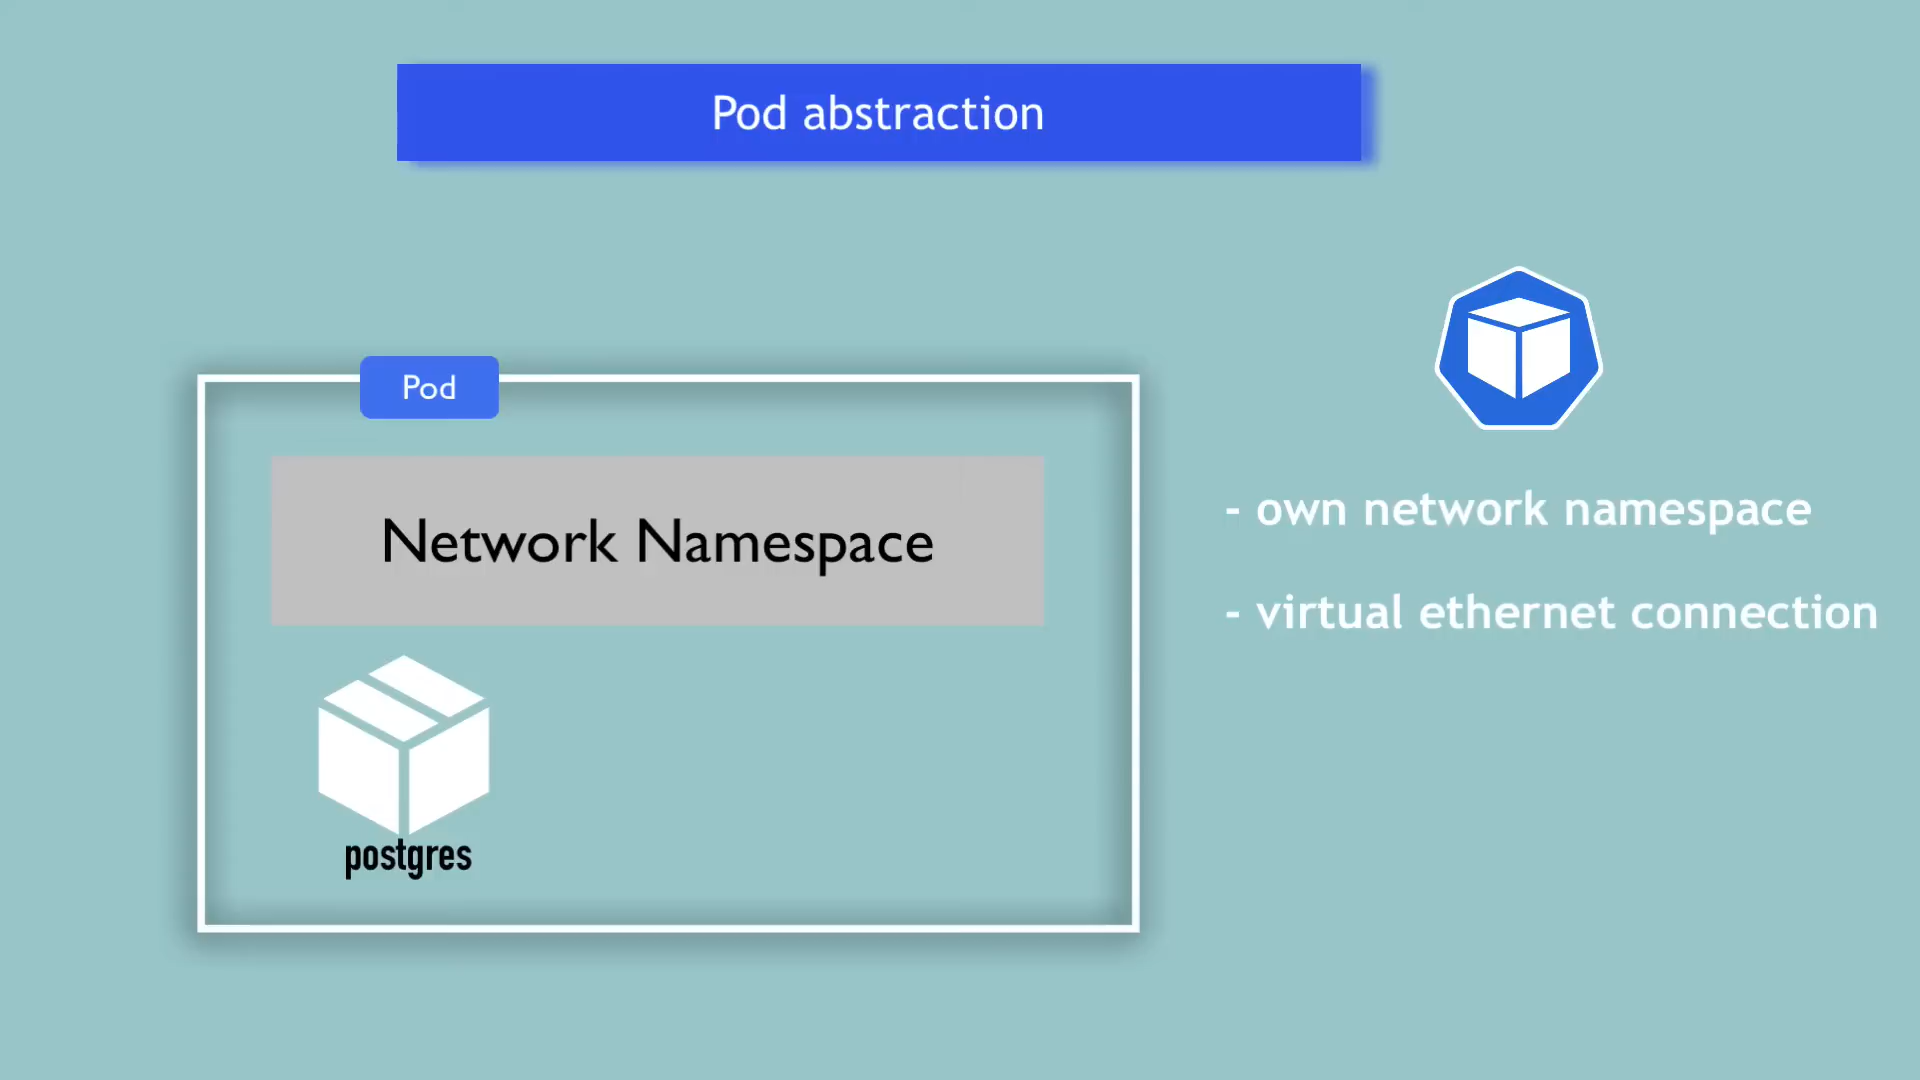 Pod abstraction
Pod
Network Namespace
postgres
- own network namespace
- virtual ethernet connection